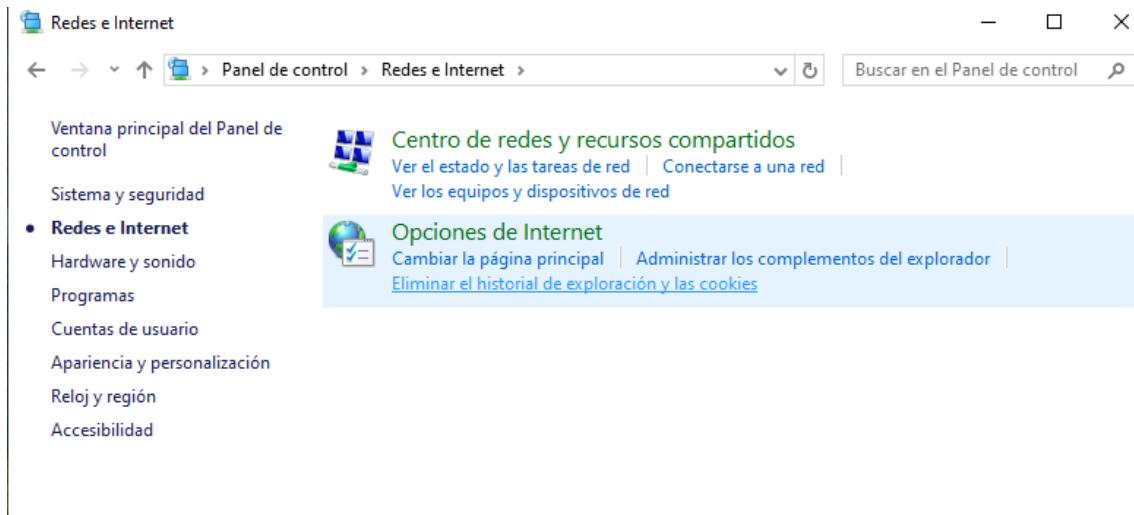 Redes e Internet
Panel de control > Redes e Internet >
Buscar en el Panel de control
Ventana principal del Panel de
control
Sistema y seguridad
Redes e Internet
Hardware y sonido
Programas
Cuentas de usuario
Apariencia y personalización
Reloj y región
Accesibilidad
Centro de redes y recursos compartidos
Ver el estado y las tareas de red | Conectarse a una red |
Ver los equipos y dispositivos de red
Opciones de Internet
Cambiar la página principal | Administrar los complementos del explorador |
Eliminar el historial de exploración y las cookies